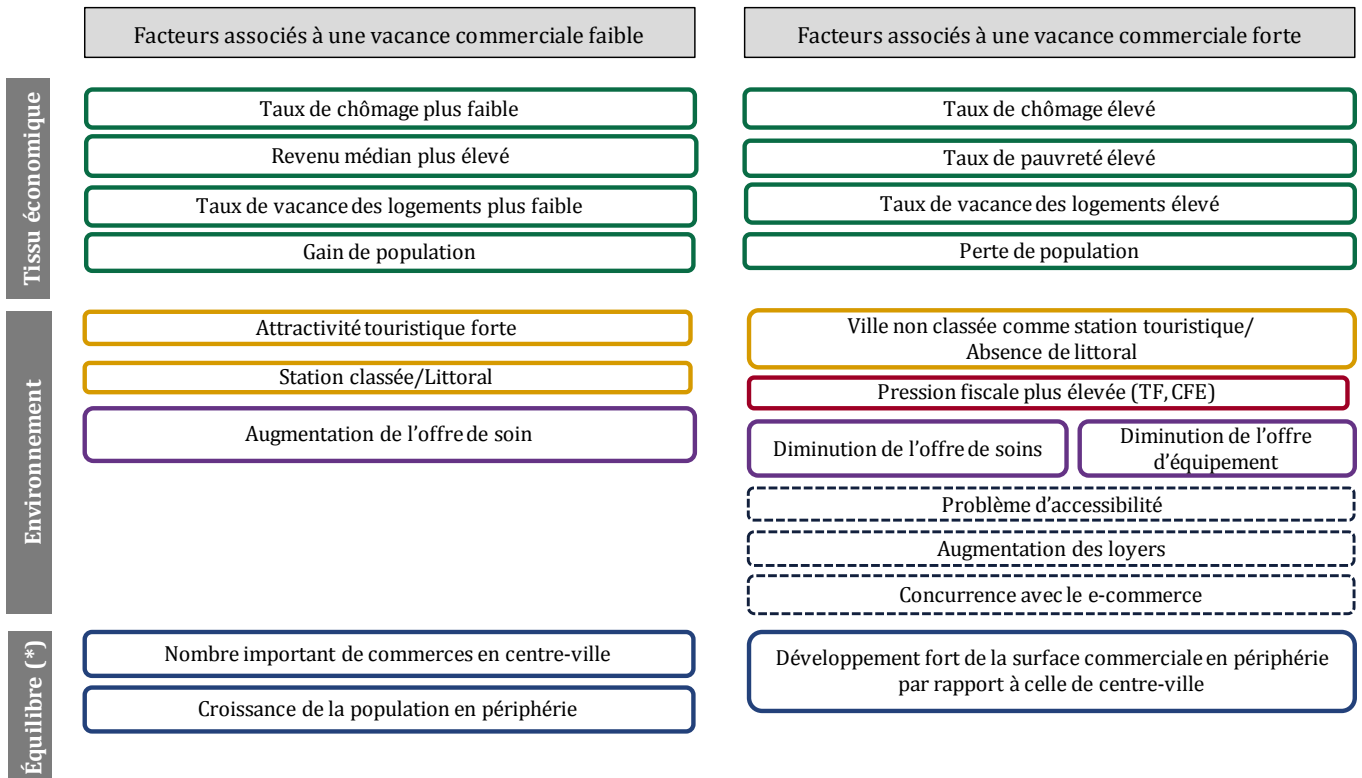 Facteurs associés à une vacance commerciale faible
Facteurs associés à une vacance commerciale forte
Tissu économique
Taux de chômage plus faible
Taux de chômage élevé
Revenu médian plus élevé
Taux de pauvreté élevé
Taux de vacance des logements plus faible
Taux de vacance des logements élevé
Gain de population
Perte de population
Environnement
Attractivité touristique forte
Station classée/Littoral
Augmentation de l'offre de soin
Ville non classée comme station touristique/
Absence de littoral
Pression fiscale plus élevée (TF, CFE)
Diminution de l'offre de soins
Diminution de l'offre
d'équipement
Problème d'accessibilité
Augmentation des loyers
Concurrence avec le e-commerce
Équilibre (*)
Nombre important de commerces en centre-ville
Croissance de la population en périphérie
Développement fort de la surface commerciale en périphérie
par rapport à celle de centre-ville